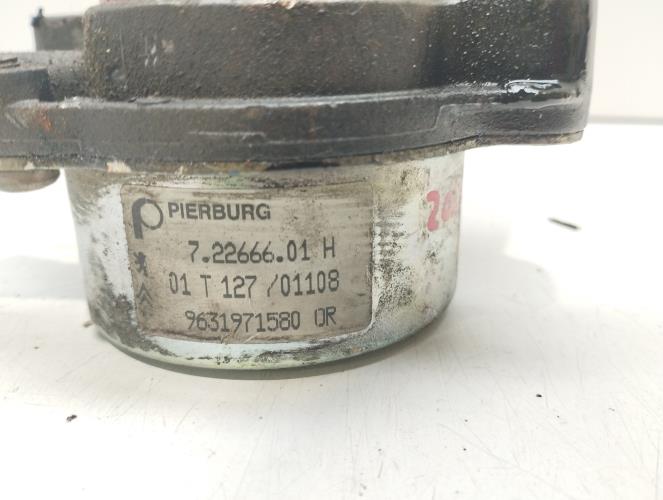 PIERBURG
7.22666.01 H
01 T 127 /01108
9631971580 OR